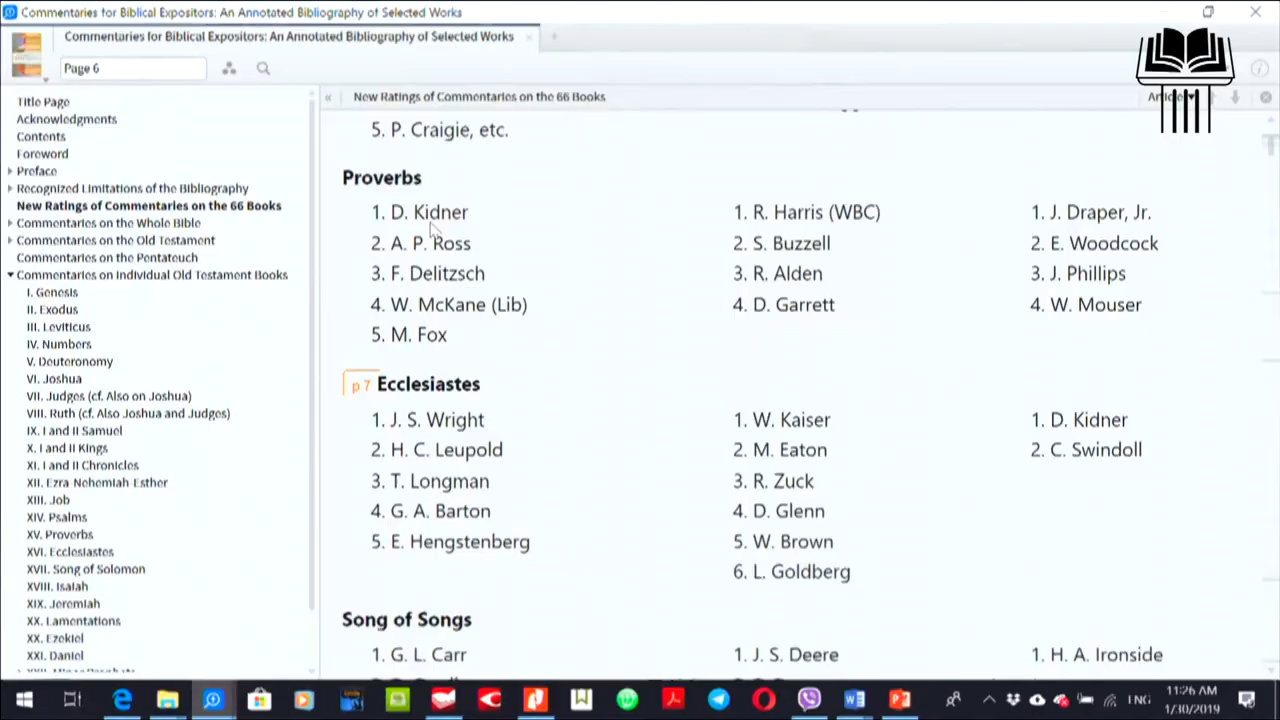 Commentaries for Biblical Expositors: An Annotated Bibliography of Selected Works
Commentaries for Biblical Expositors: An Annotated Bibliography of Selected Works
Page 6
Title Page
Acknowledgments
Contents
Foreword
Preface
Recognized Limitations of the Bibliography
New Ratings of Commentaries on the 66 Books
Commentaries on the Whole Bible
Commentaries on the Old Testament
Commentaries on the Pentateuch
Commentaries on Individual Old Testament Books
I. Genesis
II. Exodus
III. Leviticus
IV. Numbers
V. Deuteronomy
VI. Joshua
VII. Judges (cf. Also on Joshua)
VIII. Ruth (cf. Also Joshua and Judges)
IX. I and II Samuel
X. I and II Kings
XI. I and II Chronicles
XII. Ezra-Nehemiah-Esther
XIII. Job
XIV. Psalms
XV. Proverbs
XVI. Ecclesiastes
XVII. Song of Solomon
XVIII. Isaiah
XIX. Jeremiah
XX. Lamentations
XX. Ezekiel
XXI. Daniel
New Ratings of Commentaries on the 66 Books
5. P. Craigie, etc.
Proverbs
1. D. Kidner 1. R. Harris (WBC) 1. J. Draper, Jr.
2. A. P. Ross 2. S. Buzzell 2. E. Woodcock
3. F. Delitzsch 3. R. Alden 3. J. Phillips
4. W. McKane (Lib) 4. D. Garrett 4. W. Mouser
5. M. Fox
p 7 Ecclesiastes
1. J. S. Wright 1. W. Kaiser 1. D. Kidner
2. H. C. Leupold 2. M. Eaton 2. C. Swindoll
3. T. Longman 3. R. Zuck
4. G. A. Barton 4. D. Glenn
5. E. Hengstenberg 5. W. Brown
6. L. Goldberg
Song of Songs
1. G. L. Carr 1. J. S. Deere 1. H. A. Ironside
ENG
11:26 AM
1/30/2019